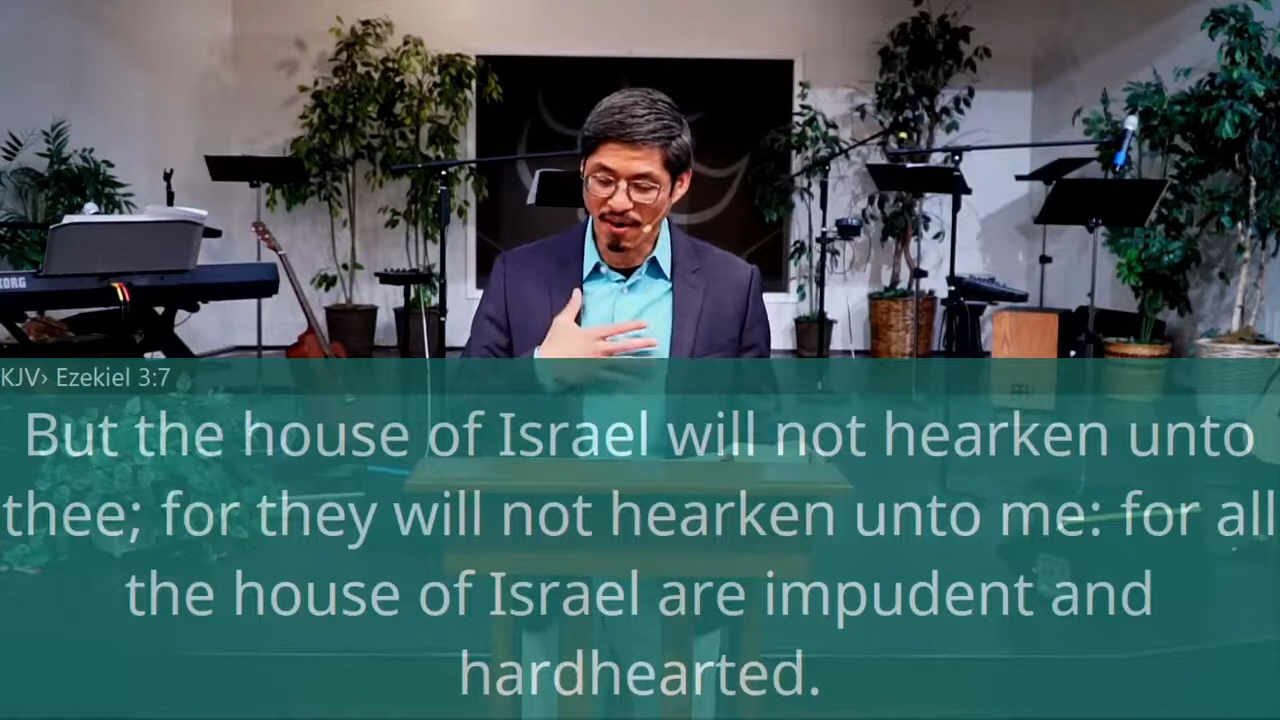 KORG
KJV› Ezekiel 3:7
But the house of Israel will not hearken unto
thee; for they will not hearken unto me: for all
the house of Israel are impudent and
hardhearted.